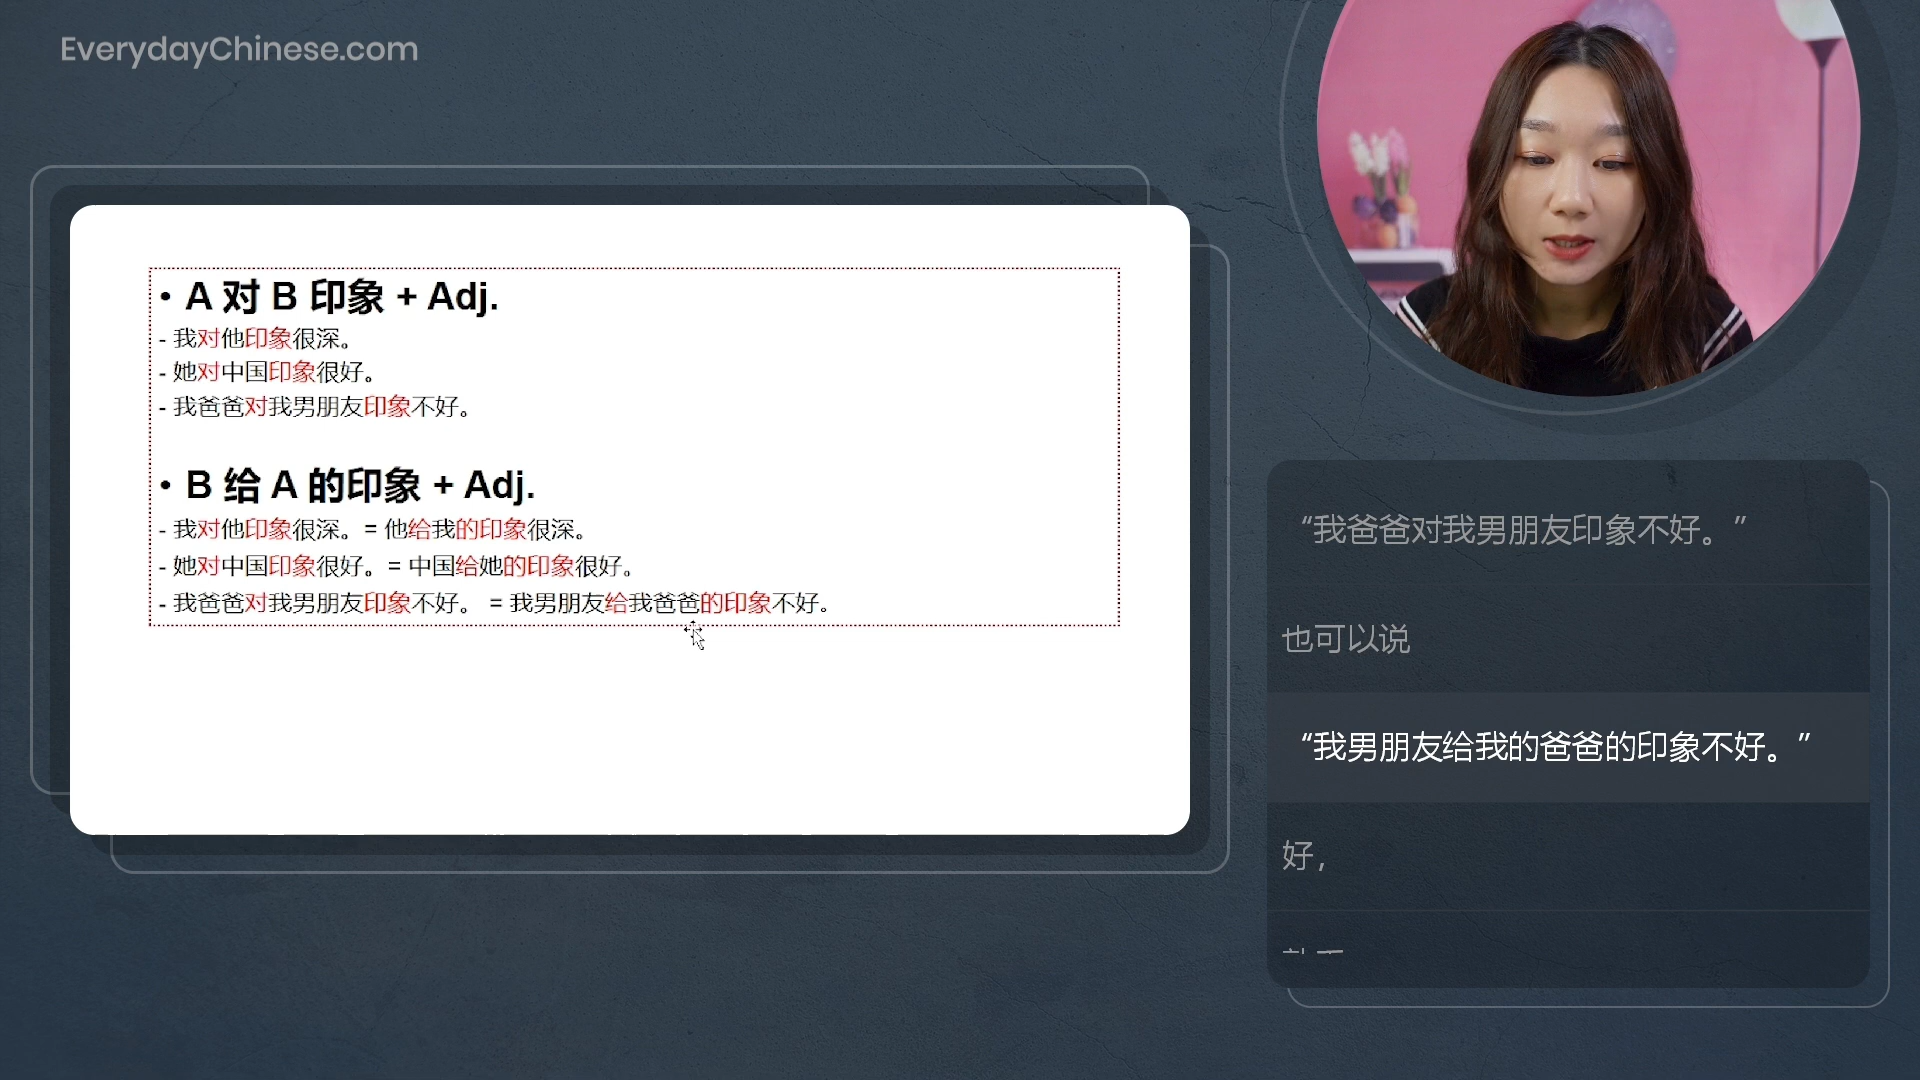 EverydayChinese.com
• A 对 B 印象 + Adj.
- 我对他印象很深。
- 她对中国印象很好。
- 我爸爸对我男朋友印象不好。
• B 给 A 的印象 + Adj.
- 我对他印象很深。= 他给我的印象很深。
- 她对中国印象很好。= 中国给她的印象很好。
- 我爸爸对我男朋友印象不好。 = 我男朋友给我爸爸的印象不好。
“我爸爸对我男朋友印象不好。”
也可以说
“我男朋友给我的爸爸的印象不好。”
好，